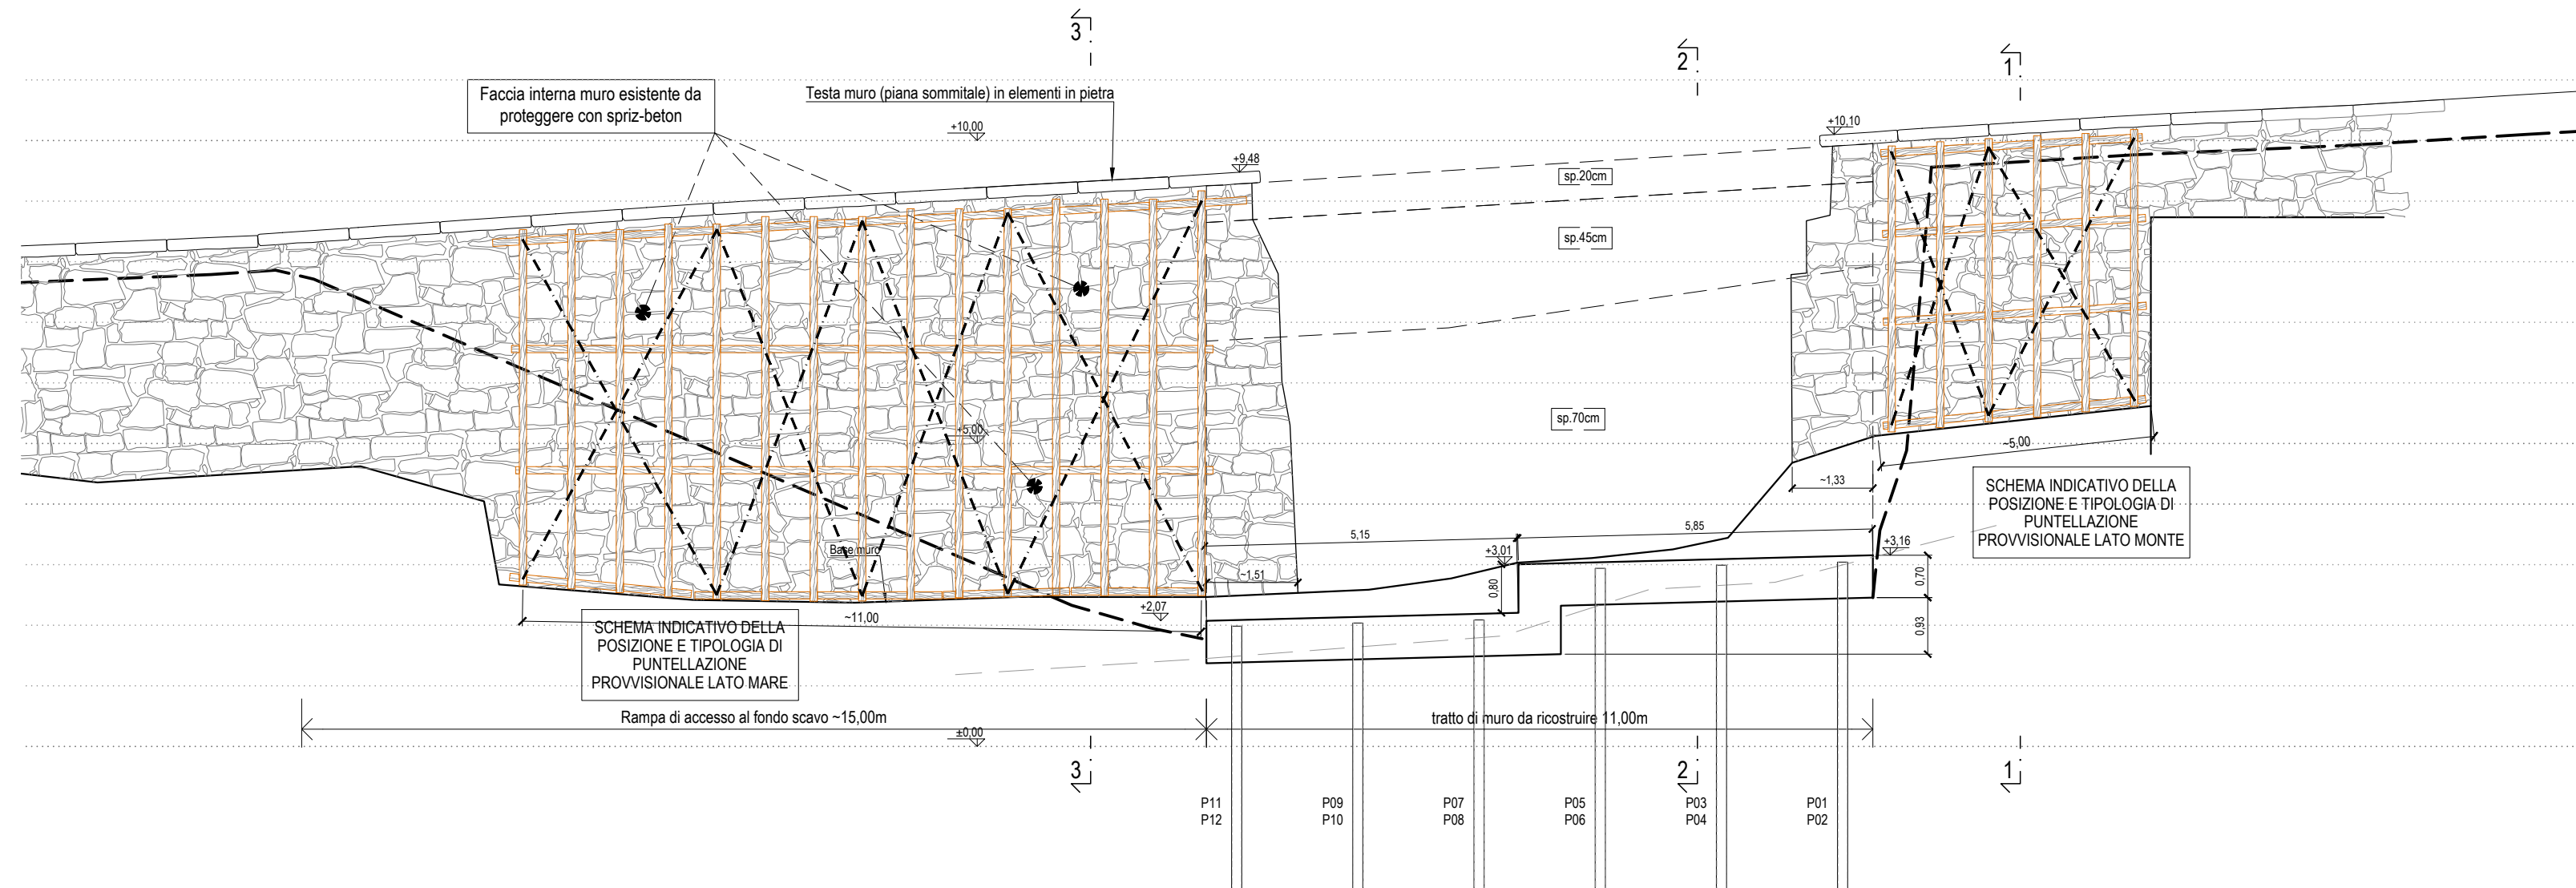 3
2
1
Faccia interna muro esistente da
proteggere con spriz-beton
Testa muro (piana sommitale) in elementi in pietra
+10,00
+9,48
+10,10
sp.20cm
sp.45cm
sp.70cm
+5,00
~5,00
~1,33
SCHEMA INDICATIVO DELLA
POSIZIONE E TIPOLOGIA DI
PUNTELLAZIONE
PROVVISIONALE LATO MONTE
5,15
5,85
Base muro
+3,01
+3,16
0,80
0,70
~1,51
+2,07
~11,00
0,93
SCHEMA INDICATIVO DELLA
POSIZIONE E TIPOLOGIA DI
PUNTELLAZIONE
PROVVISIONALE LATO MARE
Rampa di accesso al fondo scavo ~15,00m
tratto di muro da ricostruire 11,00m
±0,00
3
2
1
P11
P12
P09
P10
P07
P08
P05
P06
P03
P04
P01
P02